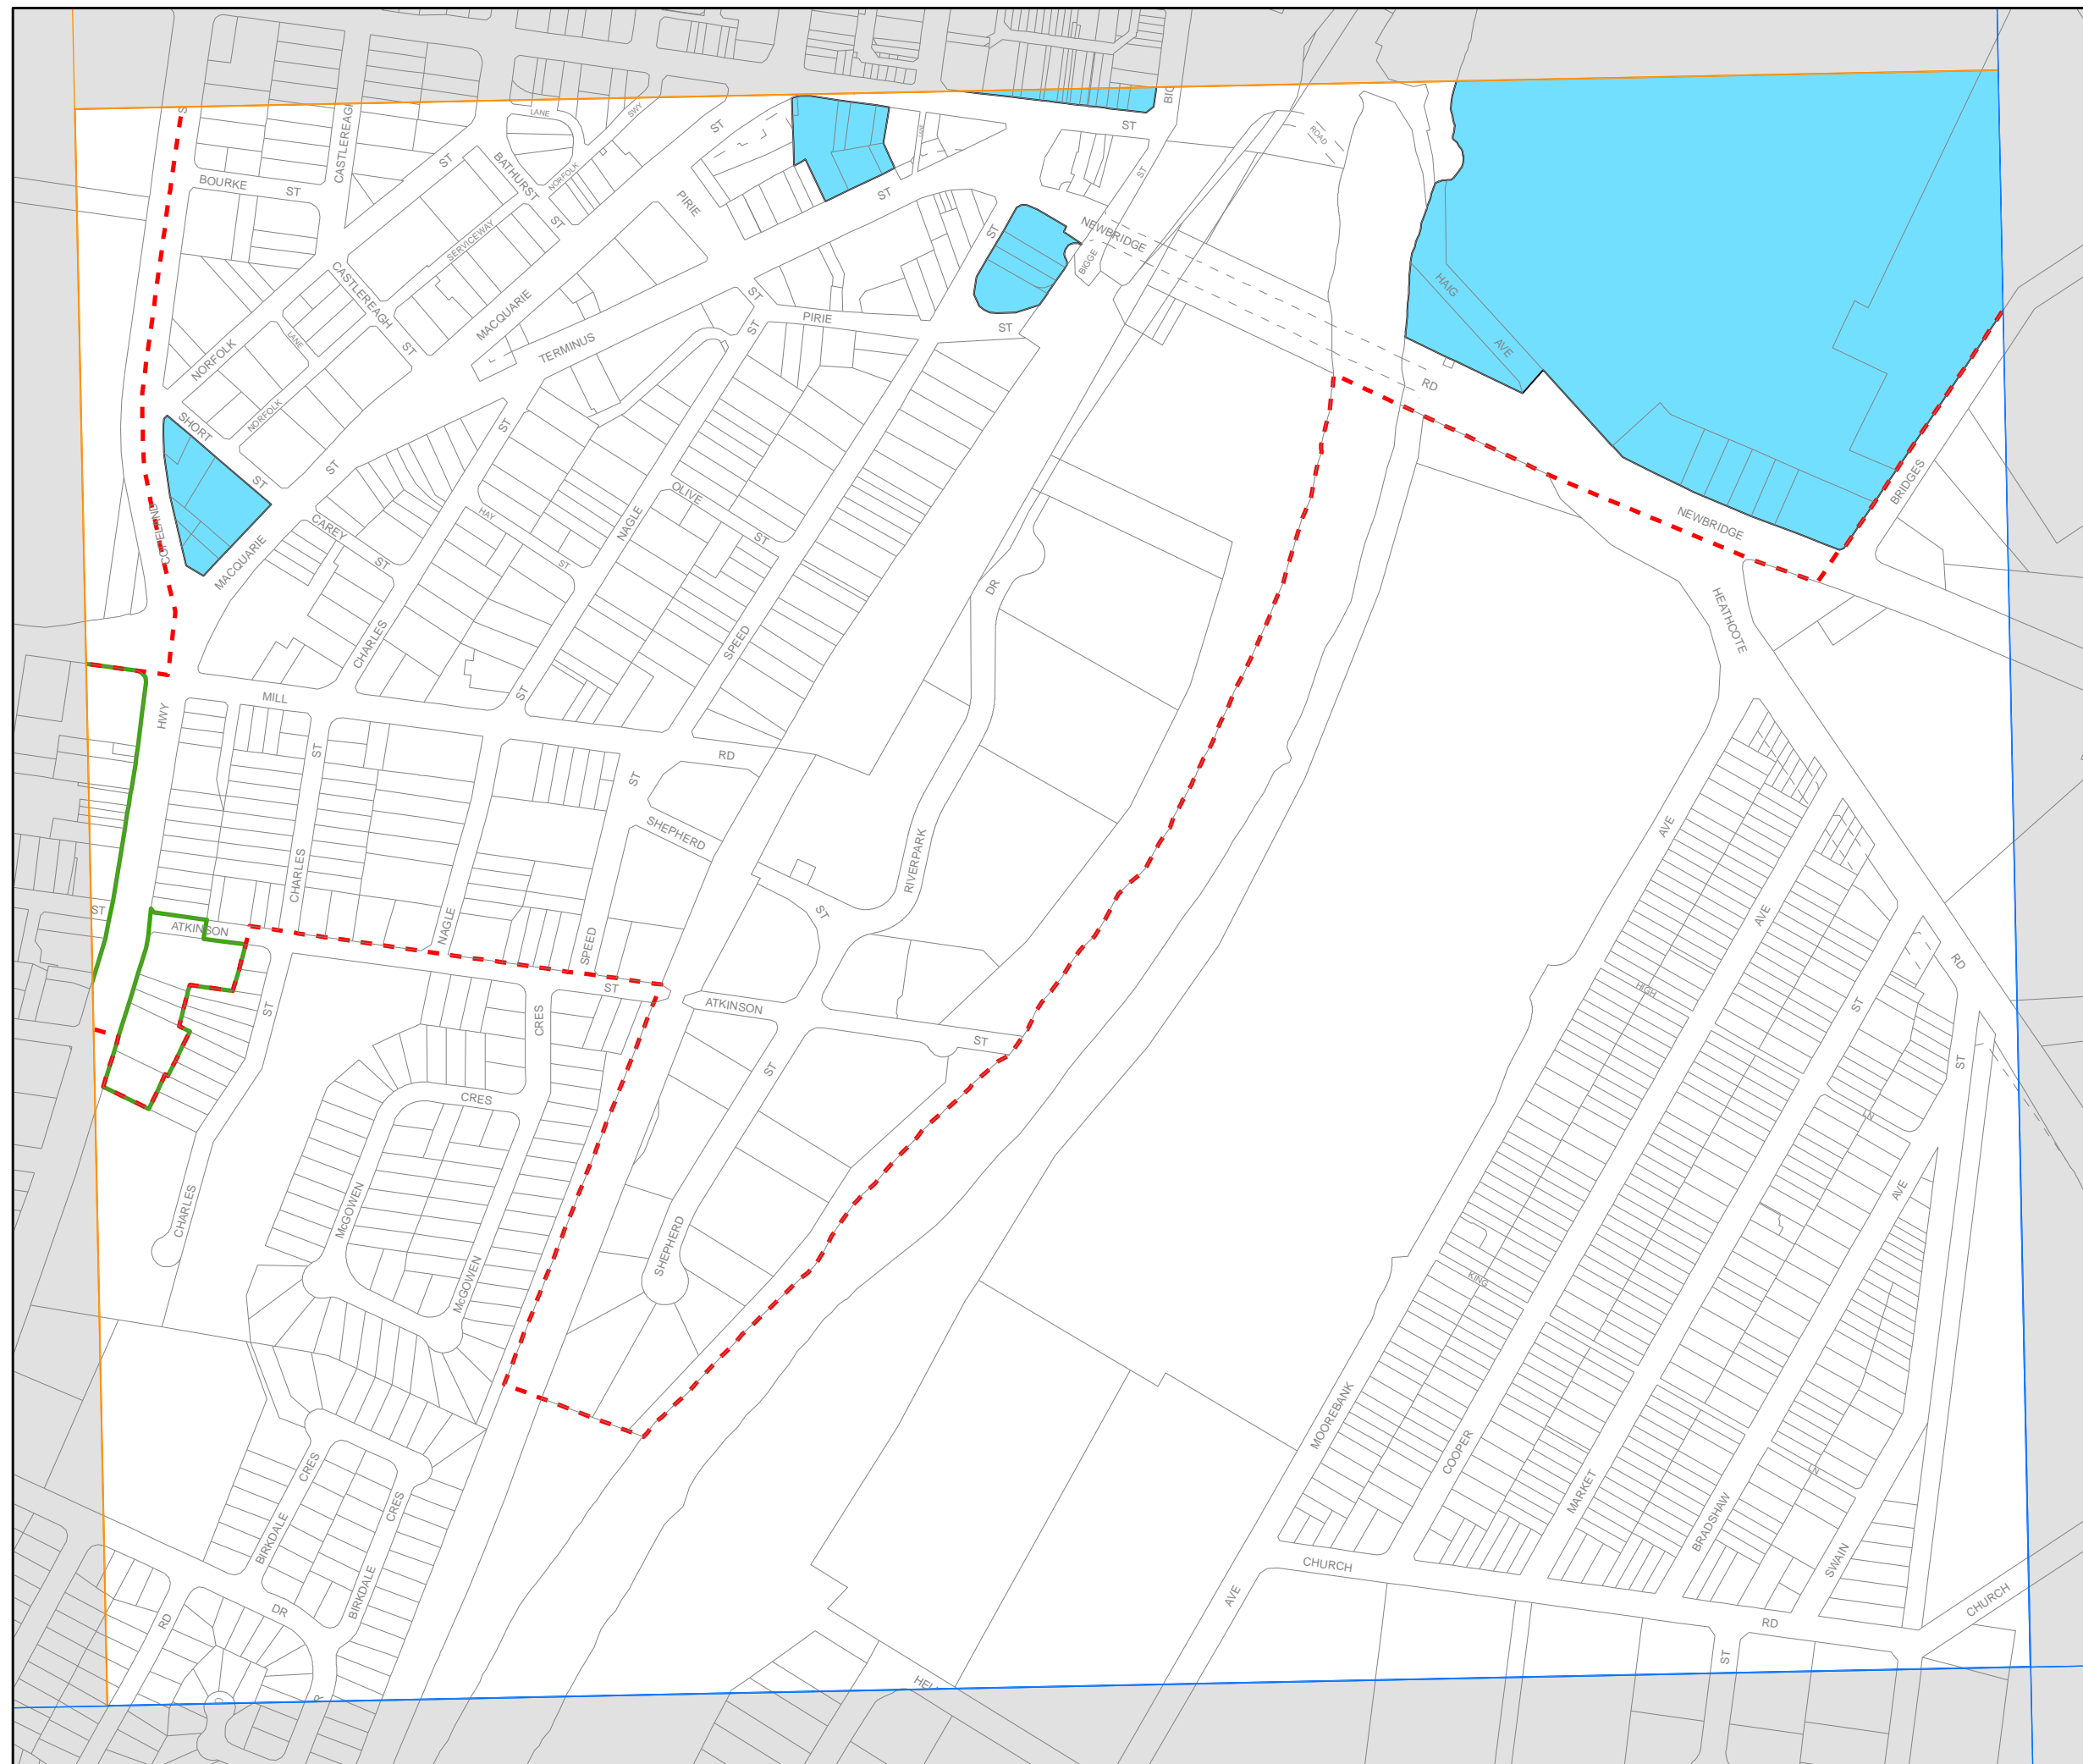 BOURKE
ST
CASTLEREAGH
ST
LANE
SWY
BATHURST
ST
NORFOLK
ST
PIRIE
ST
ST
BIGGE
ST
ROAD
NEWBRIDGE
RD
SERVICEWAY
CASTLEREAGH
ST
MACQUARIE
NORFOLK
LANE
TERMINUS
ST
PIRIE
ST
ST
ST
HAIG
AVE
SHORT
ST
NORFOLK
ST
ST
COPELAND
MACQUARIE
CAREY
ST
HAY
ST
NAGLE
OLIVE
ST
SPEED
CHARLES
ST
DR
NEWBRIDGE
BRIDGES
HEATHCOTE
RD
HWY
MILL
RD
ST
ST
SHEPHERD
ST
CHARLES
NAGLE
SPEED
RIVERPARK
ST
ATKINSON
ST
ATKINSON
ST
ST
CHARLES
CRES
CRES
McGOWEN
McGOWEN
ST
SHEPHERD
AVE
AVE
HIGH
ST
LN
ST
AVE
KING
MOOREBANK
AVE
COOPER
MARKET
BRADSHAW
LN
SWAIN
CHURCH
RD
CHURCH
ST
BIRKDALE
CRES
BIRKDALE
CRES
RD
DR